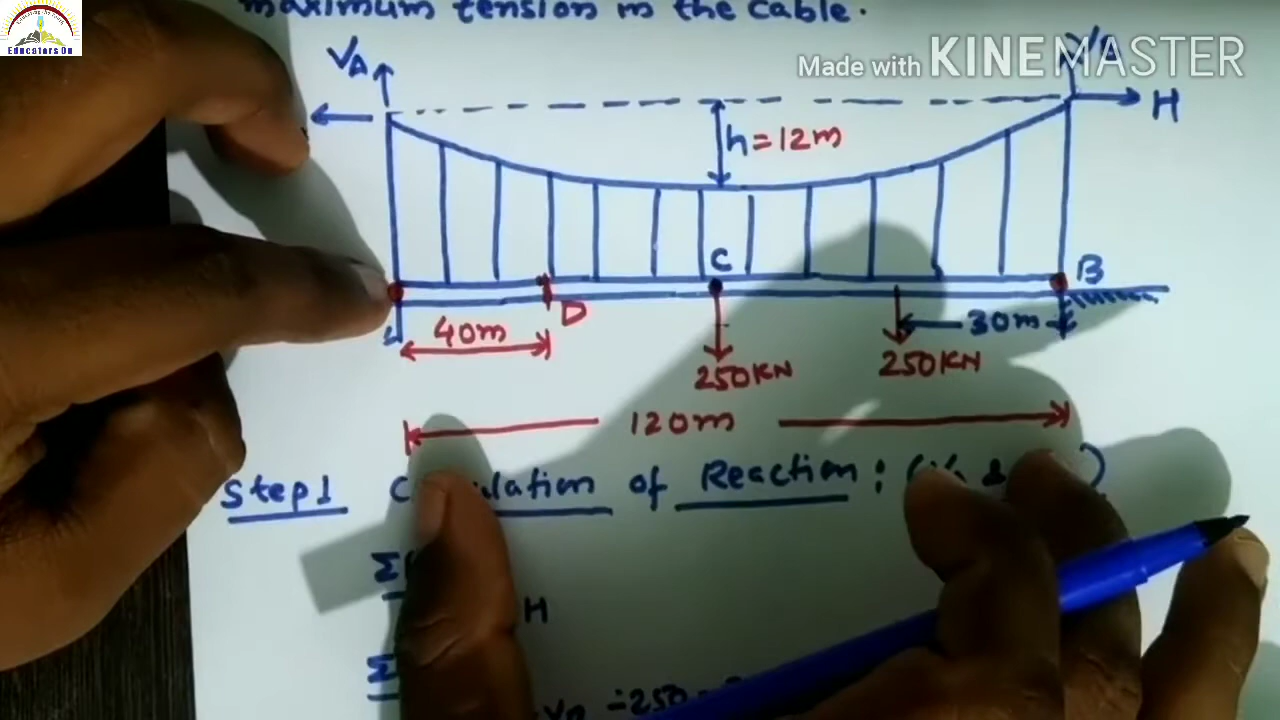 maximum tension in the cable.
Educators On
Made with KINEMASTER
VA
H
h=12m
C
B
D
40m
30m
250KN
250KN
120m
Step1
of Reaction:
Σ
H
Σ